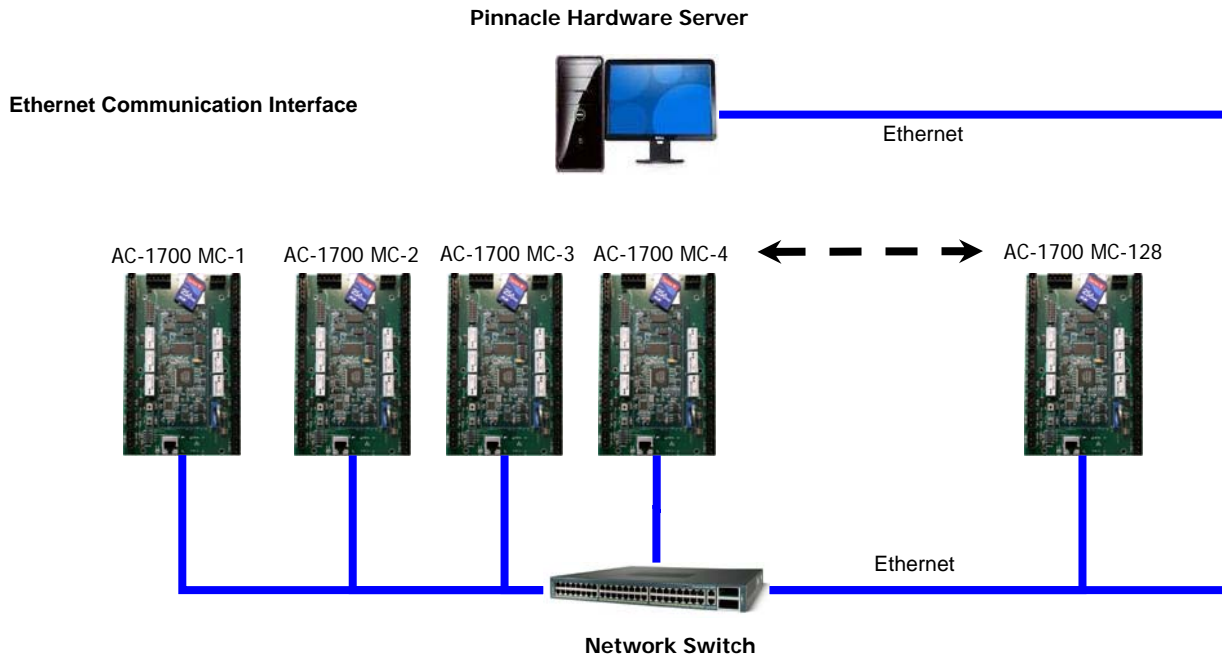 Pinnacle Hardware Server
Ethernet Communication Interface
Ethernet
AC-1700 MC-1
AC-1700 MC-2
AC-1700 MC-3
AC-1700 MC-4
AC-1700 MC-128
Ethernet
Network Switch